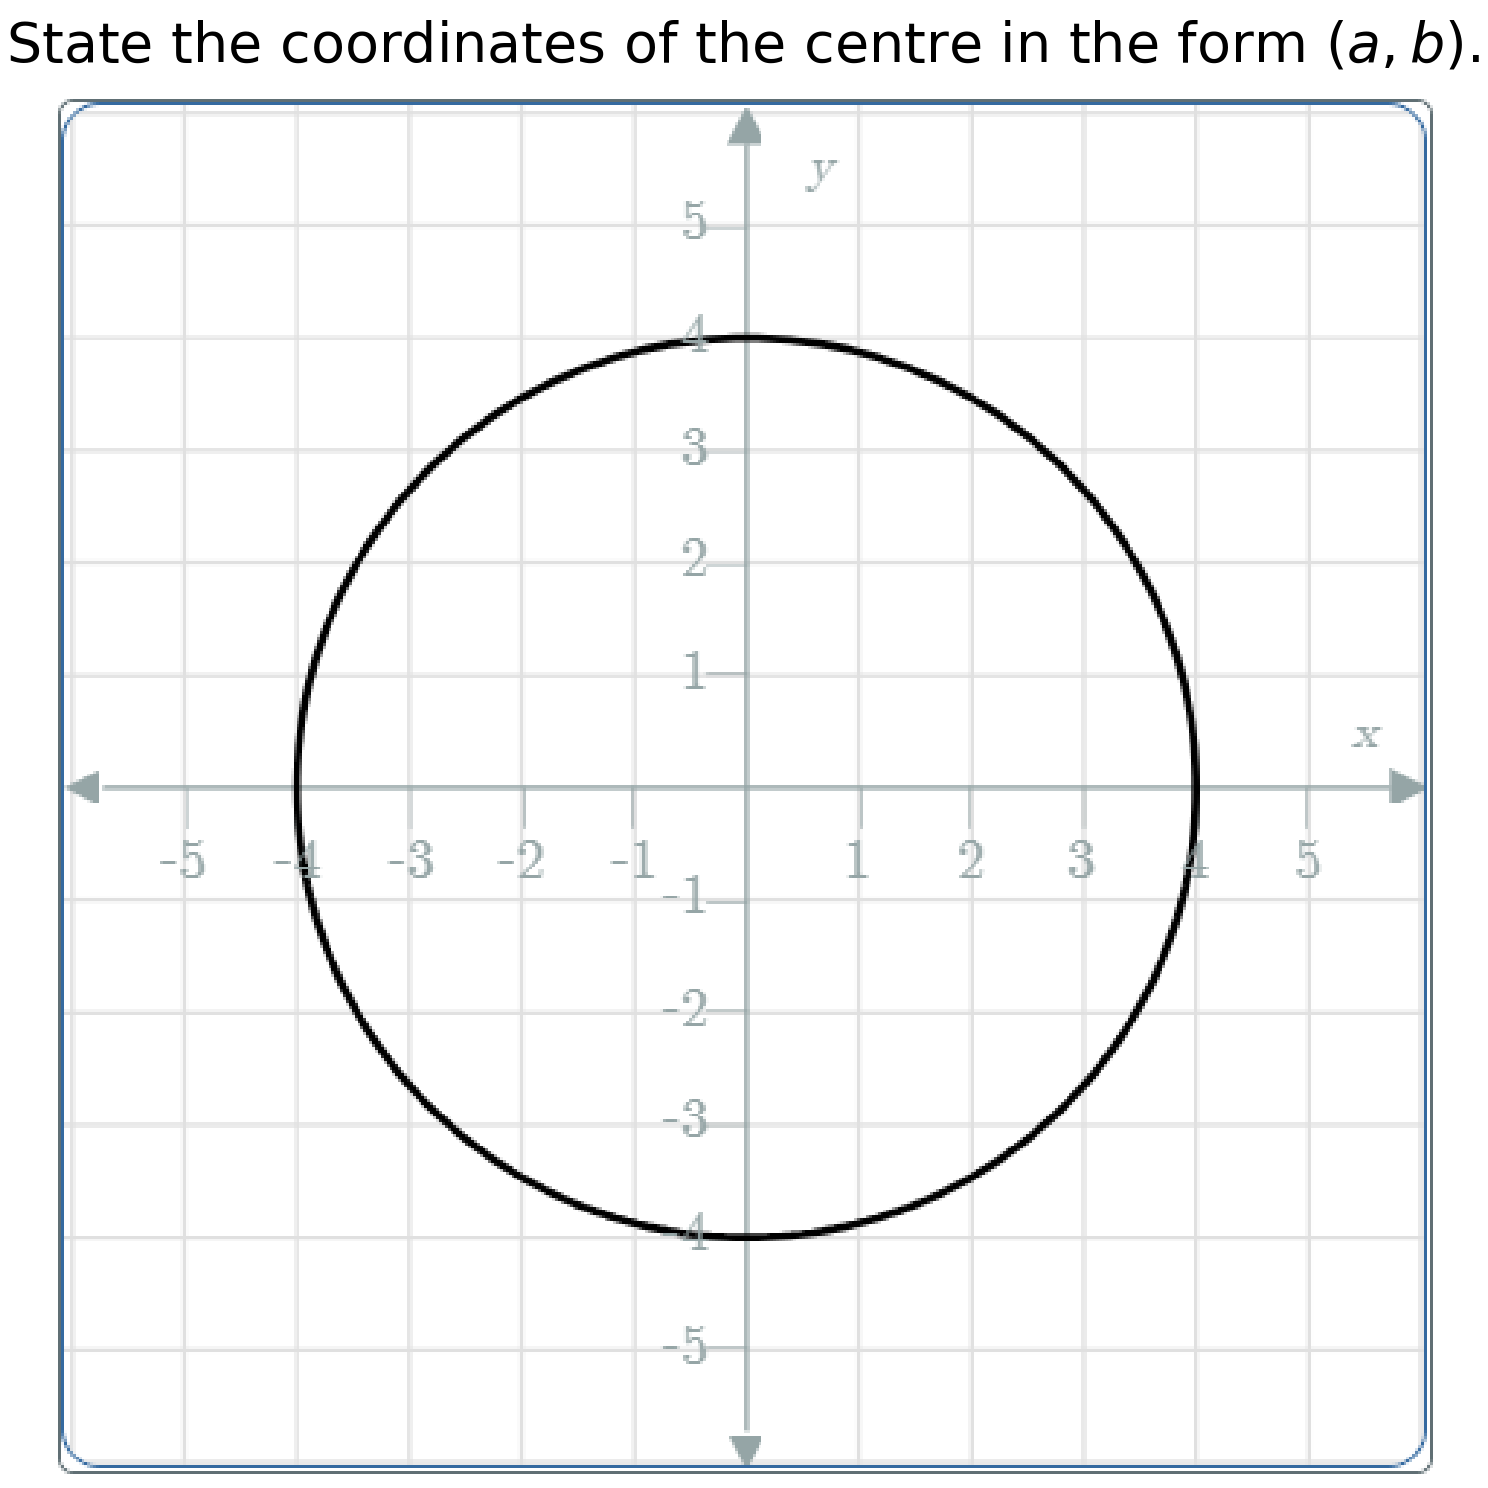 State the coordinates of the centre in the form (a, b).
y
5
4
3
2
1
x
-5 -4 -3 -2 -1 1 2 3 4 5
-1
-2
-3
-4
-5